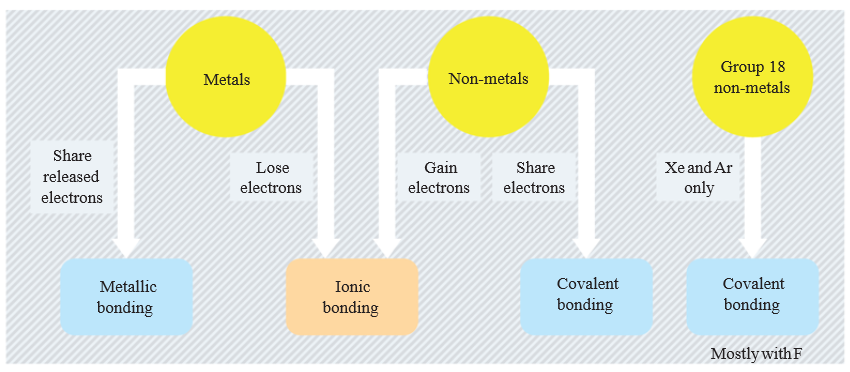 Metals
Non-metals
Group 18
non-metals
Share
released
electrons
Lose
electrons
Gain
electrons
Share
electrons
Xe and Ar
only
Metallic
bonding
Ionic
bonding
Covalent
bonding
Covalent
bonding
Mostly with F